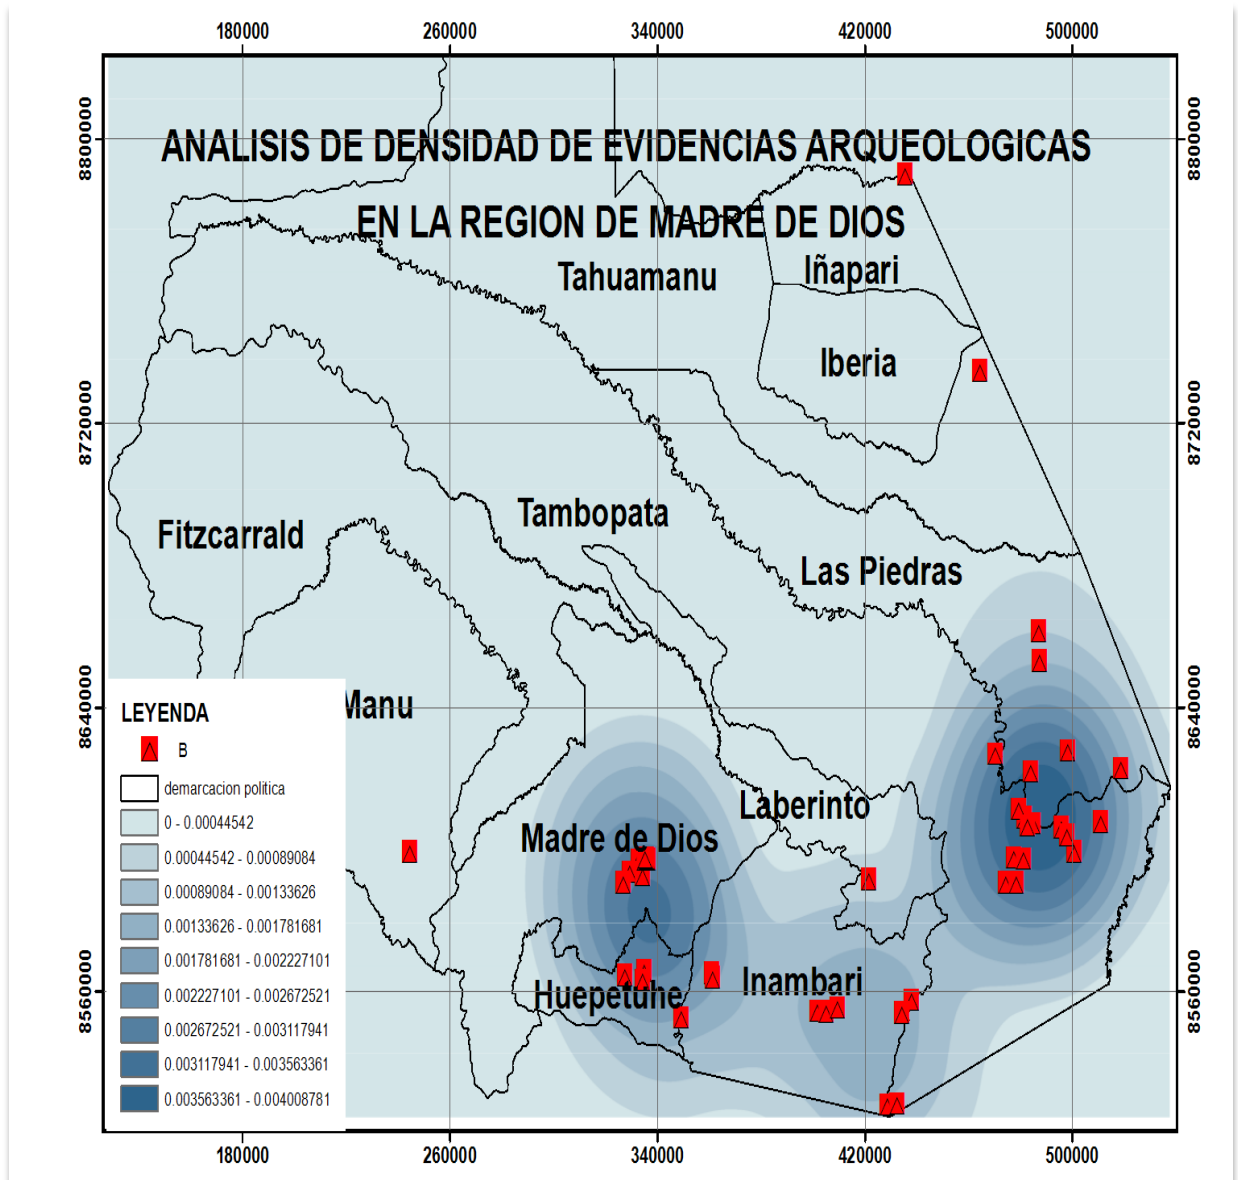 180000 260000 340000 420000 500000
8800000 8800000
ANALISIS DE DENSIDAD DE EVIDENCIAS ARQUEOLOGICAS
EN LA REGION DE MADRE DE DIOS
Tahuamanu
Iñapari
Iberia
8720000 8720000
Tambopata
Fitzcarrald
Las Piedras
8640000 8640000
Manu
Laberinto
Madre de Dios
Inambari
Huepetuhe
8560000 8560000
LEYENDA
B
demarcacion politica
0 - 0.00044542
0.00044542 - 0.00089084
0.00089084 - 0.00133626
0.00133626 - 0.001781681
0.001781681 - 0.002227101
0.002227101 - 0.002672521
0.002672521 - 0.003117941
0.003117941 - 0.003563361
0.003563361 - 0.004008781
180000 260000 340000 420000 500000